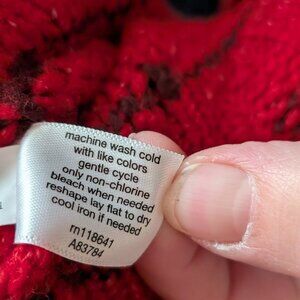 machine wash cold
with like colors
gentle cycle
only non-chlorine
bleach when needed
reshape lay flat to dry
cool iron if needed
rn118641
A83784